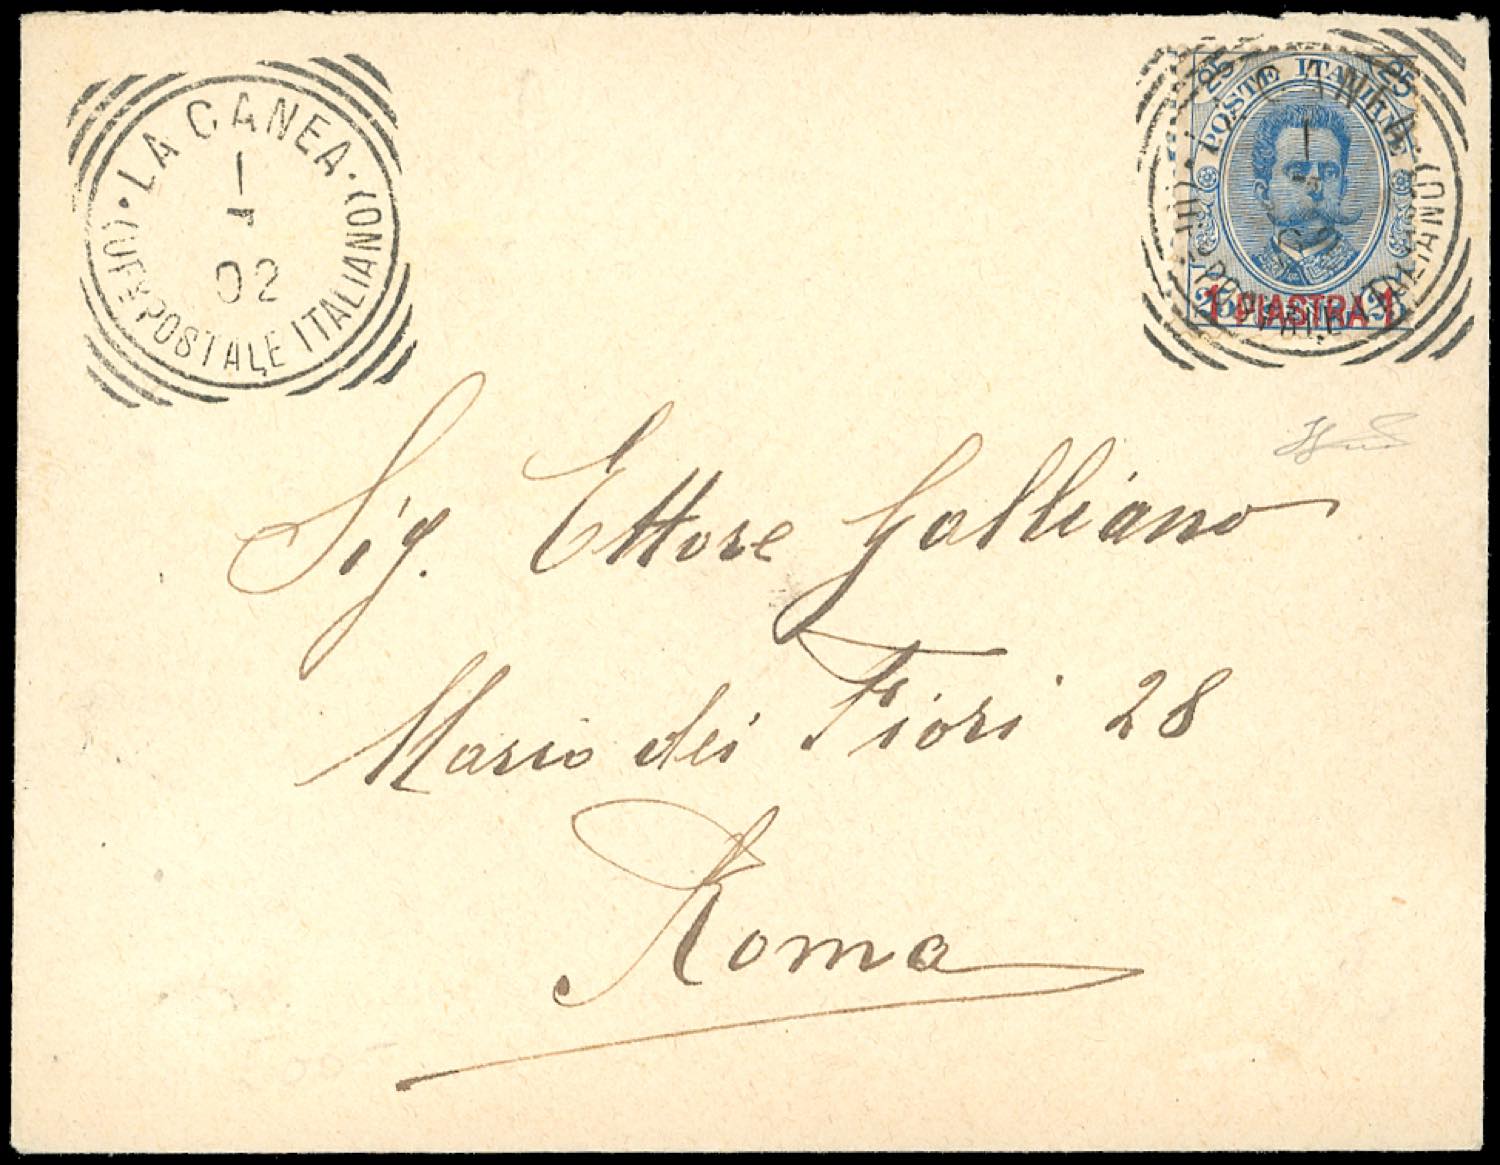 LA CANEA
1
02
(UFF. POSTALE ITALIANO)
25 POSTE ITALIANE 25
1 PIASTRA 1
Sig. Ettore Galliano
Mario dei Fiori 28
Roma